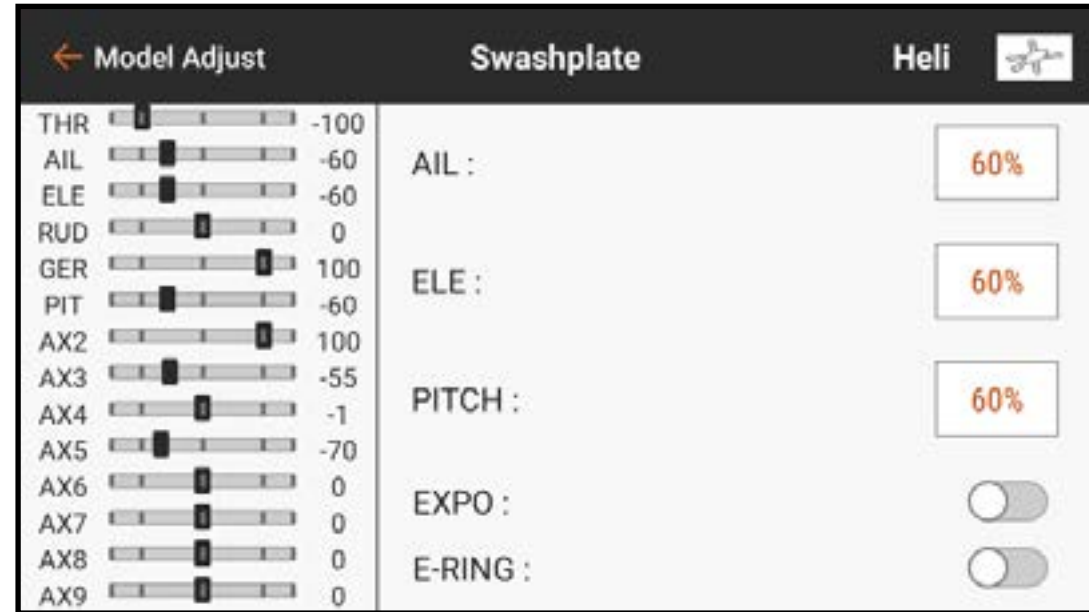 Model Adjust Swashplate Heli
THR -100
AIL -60
ELE -60
RUD 0
GER 100
PIT -60
AX2 100
AX3 -55
AX4 -1
AX5 -70
AX6 0
AX7 0
AX8 0
AX9 0
AIL : 60%
ELE : 60%
PITCH : 60%
EXPO :
E-RING :